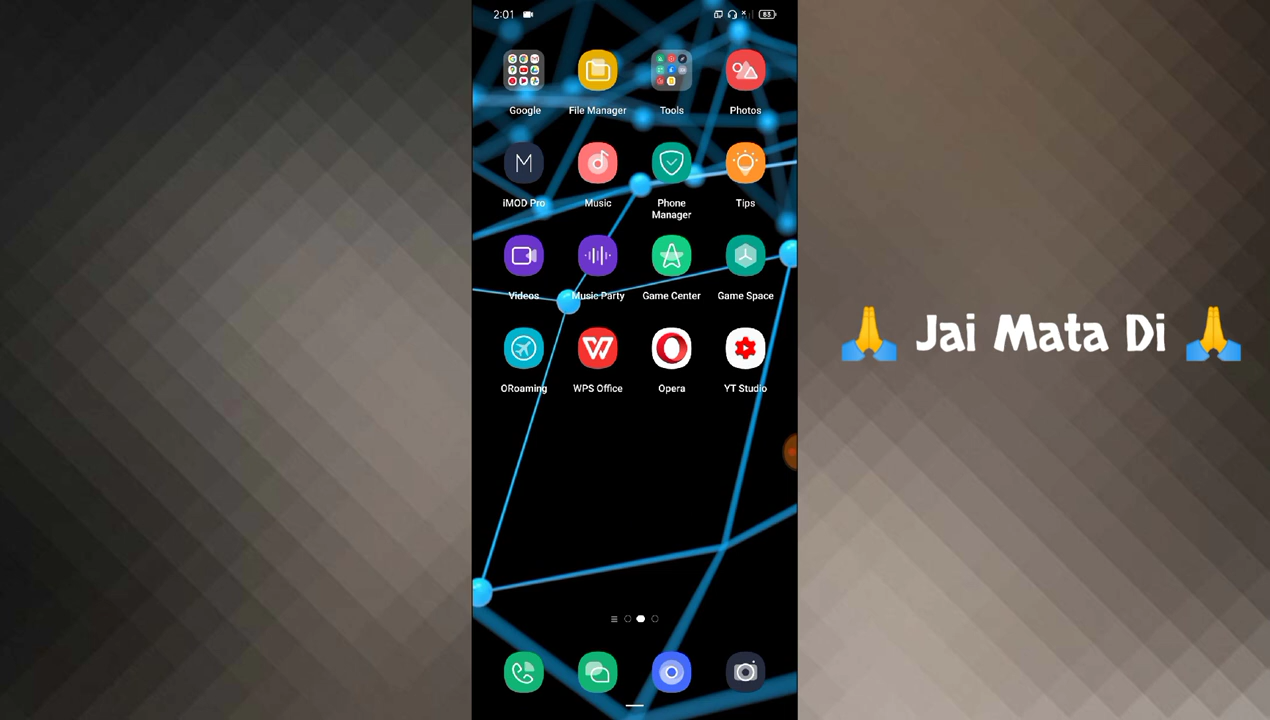 2:01
63
Google
File Manager
Tools
Photos
M
iMOD Pro
Music
Phone
Manager
Tips
Videos
Music Party
Game Center
Game Space
ORoaming
WPS Office
Opera
YT Studio
🙏 Jai Mata Di 🙏